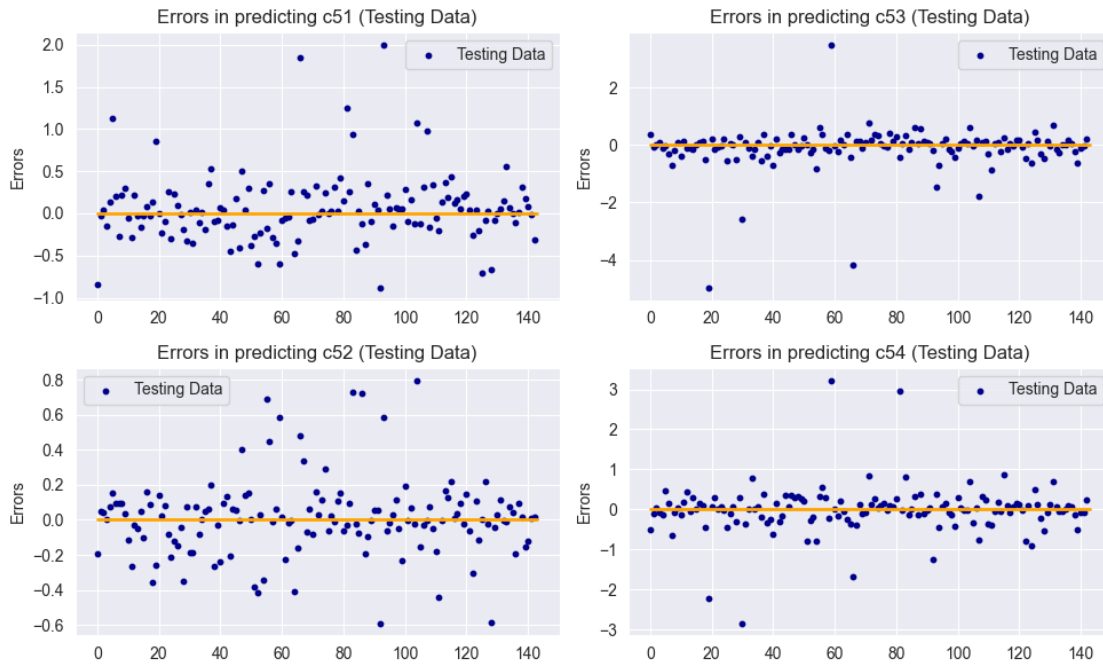 Errors in predicting c51 (Testing Data)
Testing Data
Errors
2.0
1.5
1.0
0.5
0.0
−0.5
−1.0
0 20 40 60 80 100 120 140
Errors in predicting c53 (Testing Data)
Testing Data
Errors
2
0
−2
−4
0 20 40 60 80 100 120 140
Errors in predicting c52 (Testing Data)
Testing Data
Errors
0.8
0.6
0.4
0.2
0.0
−0.2
−0.4
−0.6
0 20 40 60 80 100 120 140
Errors in predicting c54 (Testing Data)
Testing Data
Errors
3
2
1
0
−1
−2
−3
0 20 40 60 80 100 120 140